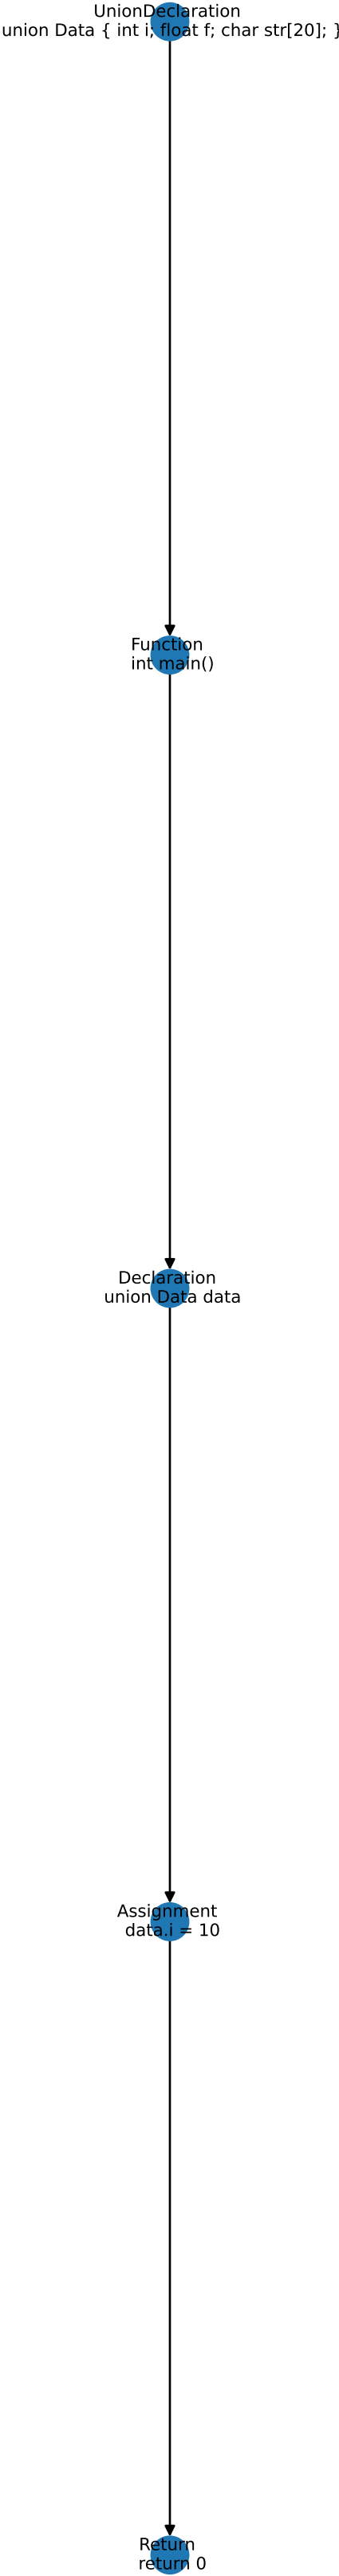 UnionDeclaration
union Data { int i; float f; char str[20]; }
Function
int main()
Declaration
union Data data
Assignment
data.i = 10
Return
return 0